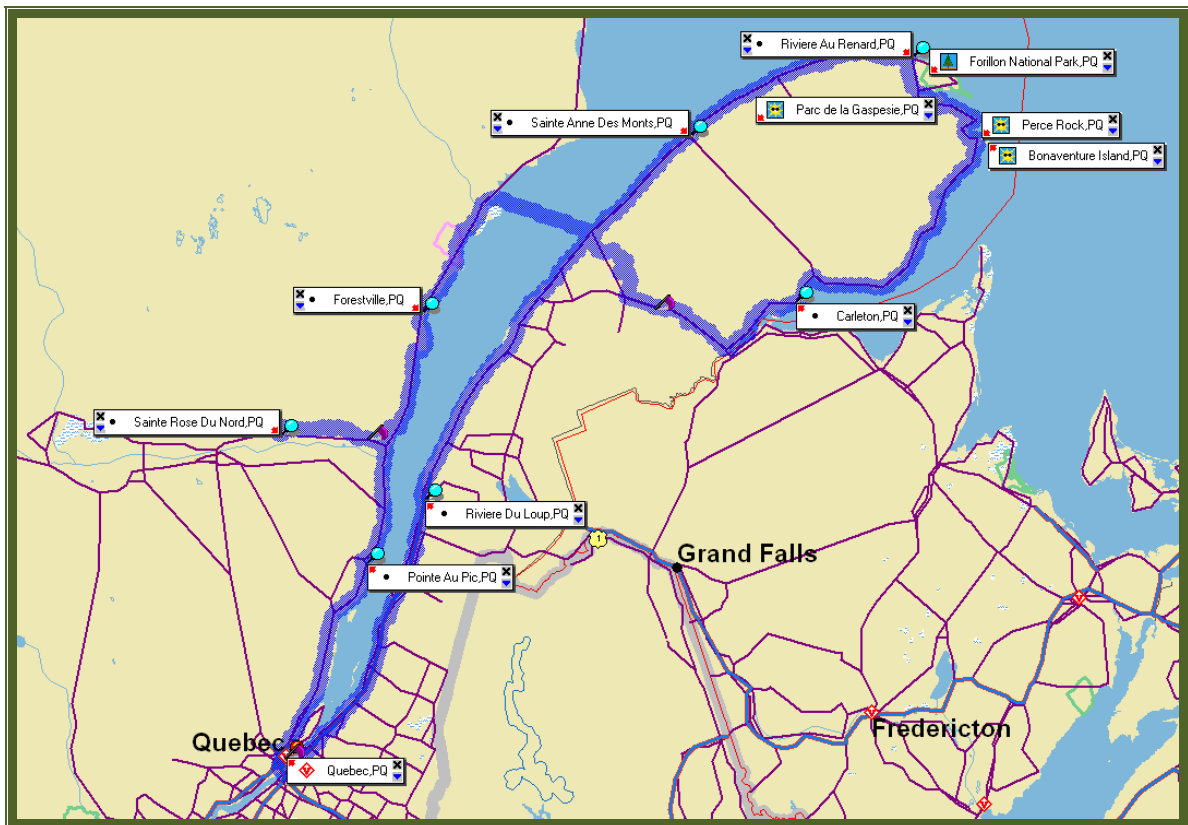 Riviere Au Renard,PQ
Forillon National Park,PQ
Parc de la Gaspesie,PQ
Sainte Anne Des Monts,PQ
Perce Rock,PQ
Bonaventure Island,PQ
Forestville,PQ
Carleton,PQ
Sainte Rose Du Nord,PQ
Riviere Du Loup,PQ
1
Grand Falls
Pointe Au Pic,PQ
Fredericton
Quebec
Quebec,PQ